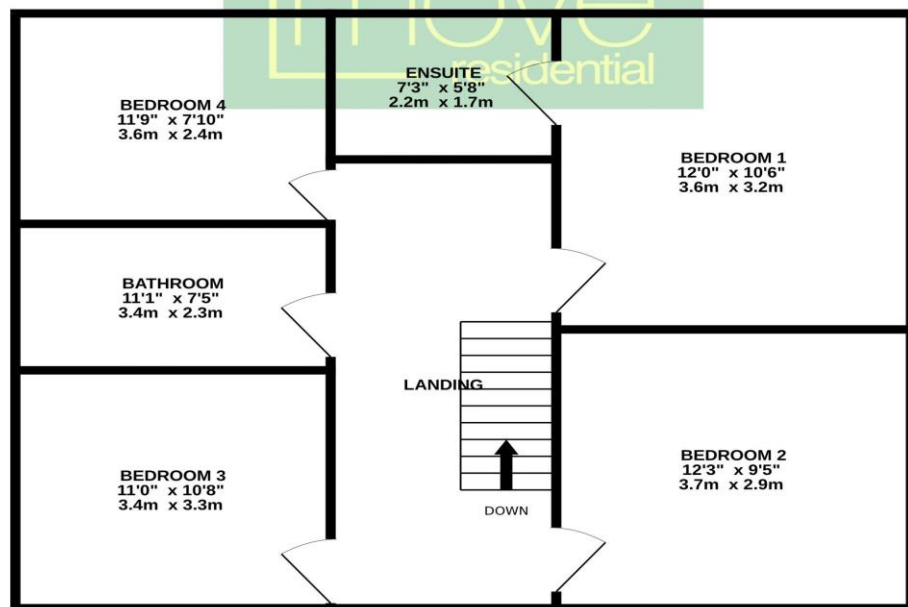 move
residential
ENSUITE
7'3" x 5'8"
2.2m x 1.7m
BEDROOM 4
11'9" x 7'10"
3.6m x 2.4m
BEDROOM 1
12'0" x 10'6"
3.6m x 3.2m
BATHROOM
11'1" x 7'5"
3.4m x 2.3m
LANDING
BEDROOM 3
11'0" x 10'8"
3.4m x 3.3m
BEDROOM 2
12'3" x 9'5"
3.7m x 2.9m
DOWN